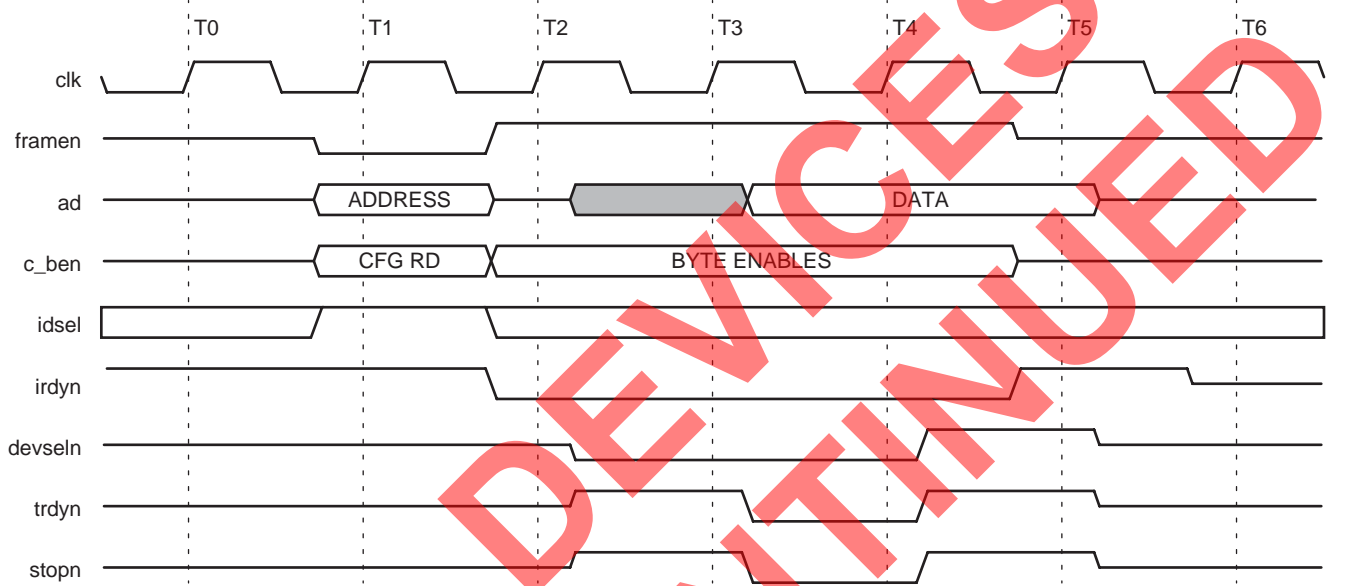 T0 T1 T2 T3 T4 T5 T6
clk
framen
ad ADDRESS DATA
c_ben CFG RD BYTE ENABLES
idsel
irdyn
devseln
trdyn
stopn
DEVICES